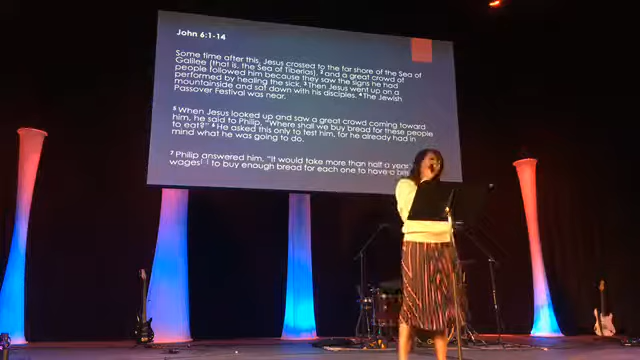 John 6:1-14
Some time after this, Jesus crossed to the far shore of the Sea of
Galilee (that is, the Sea of Tiberias), 2 and a great crowd of
people followed him because they saw the signs he had
performed by healing the sick. 3 Then Jesus went up on a
mountainside and sat down with his disciples. 4 The Jewish
Passover Festival was near.
5 When Jesus looked up and saw a great crowd coming toward
him, he said to Philip, “Where shall we buy bread for these people
to eat?” 6 He asked this only to test him, for he already had in
mind what he was going to do.
7 Philip answered him, “It would take more than half a year
wages[ ] to buy enough bread for each one to have a